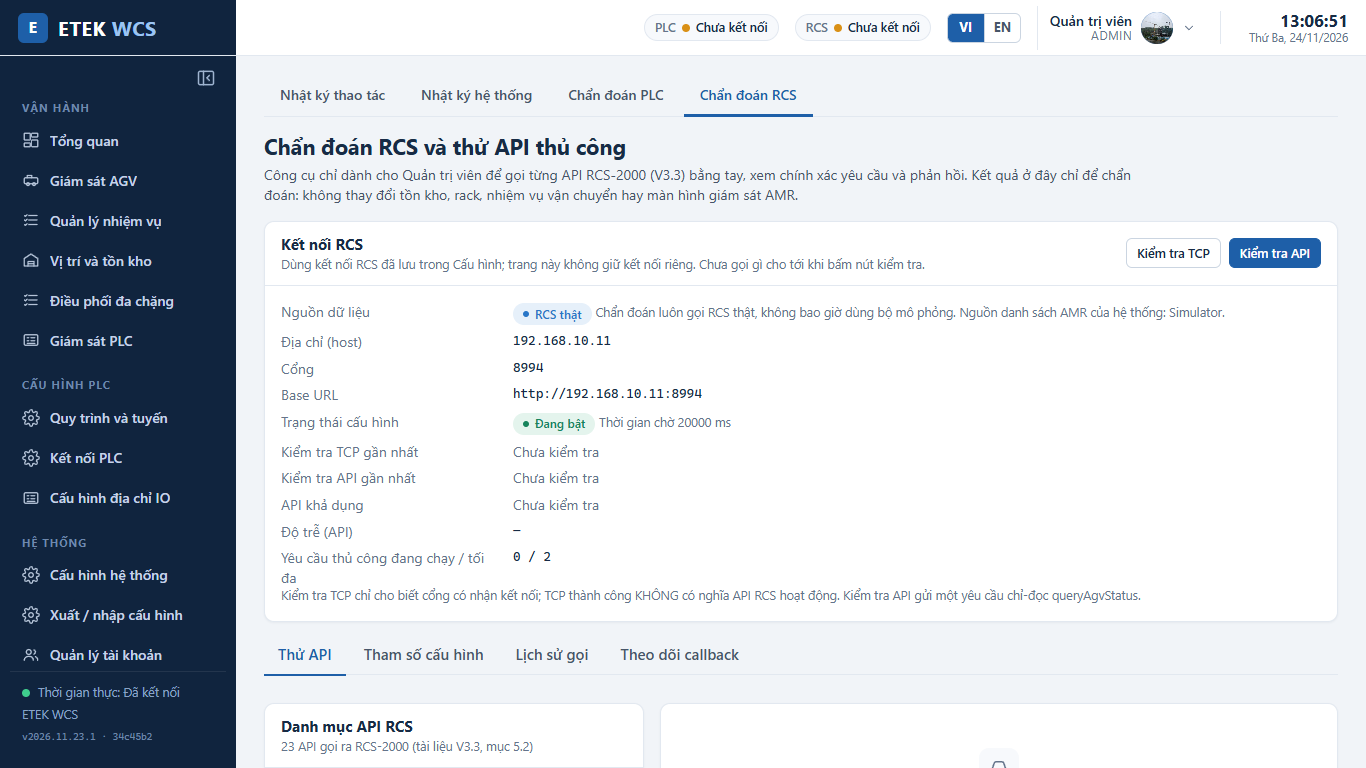 E ETEK WCS
PLC Chưa kết nối
RCS Chưa kết nối
VI EN
Quản trị viên
ADMIN
13:06:51
Thứ Ba, 24/11/2026
VẬN HÀNH
Tổng quan
Giám sát AGV
Quản lý nhiệm vụ
Vị trí và tồn kho
Điều phối đa chặng
Giám sát PLC
CẤU HÌNH PLC
Quy trình và tuyến
Kết nối PLC
Cấu hình địa chỉ IO
HỆ THỐNG
Cấu hình hệ thống
Xuất / nhập cấu hình
Quản lý tài khoản
Thời gian thực: Đã kết nối
ETEK WCS
v2026.11.23.1 · 34c45b2
Nhật ký thao tác Nhật ký hệ thống Chẩn đoán PLC Chẩn đoán RCS
Chẩn đoán RCS và thử API thủ công
Công cụ chỉ dành cho Quản trị viên để gọi từng API RCS-2000 (V3.3) bằng tay, xem chính xác yêu cầu và phản hồi. Kết quả ở đây chỉ để chẩn
đoán: không thay đổi tồn kho, rack, nhiệm vụ vận chuyển hay màn hình giám sát AMR.
Kết nối RCS
Dùng kết nối RCS đã lưu trong Cấu hình; trang này không giữ kết nối riêng. Chưa gọi gì cho tới khi bấm nút kiểm tra.
Kiểm tra TCP Kiểm tra API
Nguồn dữ liệu RCS thật Chẩn đoán luôn gọi RCS thật, không bao giờ dùng bộ mô phỏng. Nguồn danh sách AMR của hệ thống: Simulator.
Địa chỉ (host) 192.168.10.11
Cổng 8994
Base URL http://192.168.10.11:8994
Trạng thái cấu hình Đang bật Thời gian chờ 20000 ms
Kiểm tra TCP gần nhất Chưa kiểm tra
Kiểm tra API gần nhất Chưa kiểm tra
API khả dụng Chưa kiểm tra
Độ trễ (API) —
Yêu cầu thủ công đang chạy / tối 0 / 2
đa
Kiểm tra TCP chỉ cho biết cổng có nhận kết nối; TCP thành công KHÔNG có nghĩa API RCS hoạt động. Kiểm tra API gửi một yêu cầu chỉ-đọc queryAgvStatus.
Thử API Tham số cấu hình Lịch sử gọi Theo dõi callback
Danh mục API RCS
23 API gọi ra RCS-2000 (tài liệu V3.3, mục 5.2)